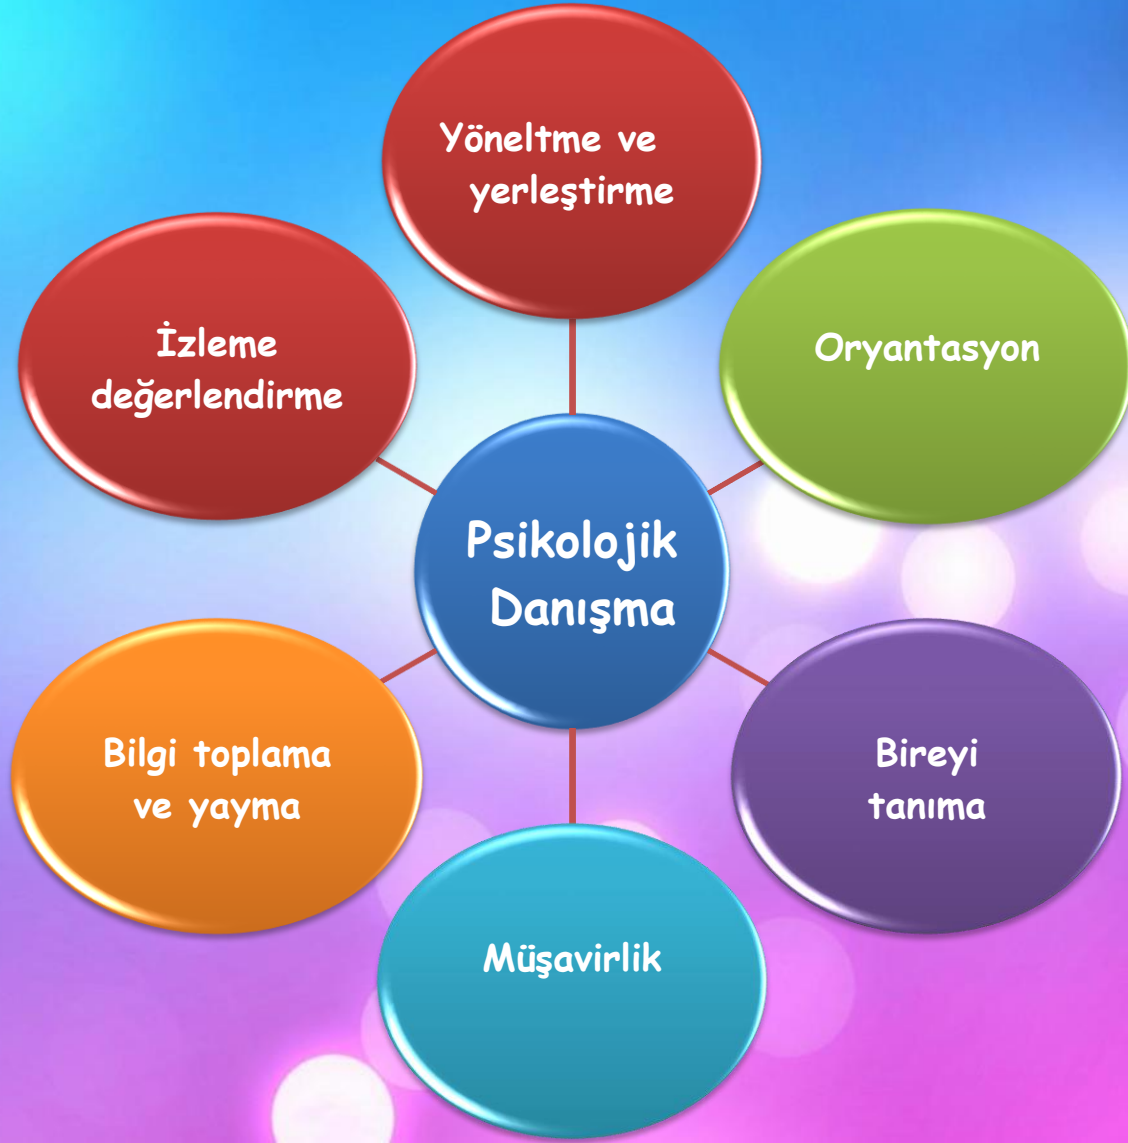 Yöneltme ve
yerleştirme
İzleme
değerlendirme
Oryantasyon
Psikolojik
Danışma
Bilgi toplama
ve yayma
Bireyi
tanıma
Müşavirlik